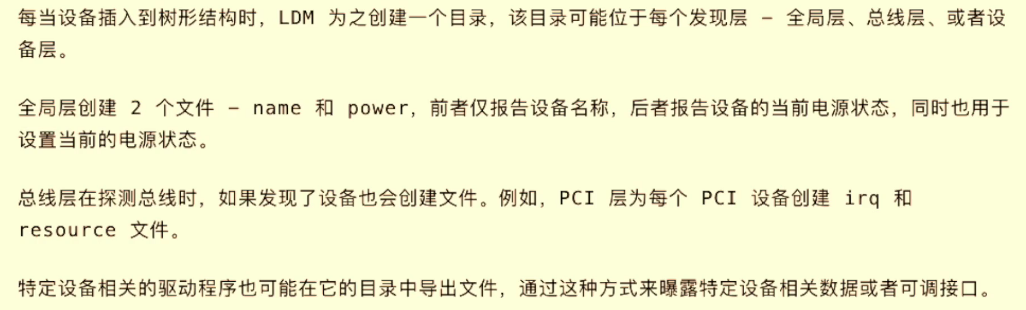 每当设备插入到树形结构时，LDM 为之创建一个目录，该目录可能位于每个发现层 – 全局层、总线层、或者设
备层。
全局层创建 2 个文件 – name 和 power，前者仅报告设备名称，后者报告设备的当前电源状态，同时也用于
设置当前的电源状态。
总线层在探测总线时，如果发现了设备也会创建文件。例如，PCI 层为每个 PCI 设备创建 irq 和
resource 文件。
特定设备相关的驱动程序也可能在它的目录中导出文件，通过这种方式来曝露特定设备相关数据或者可调接口。